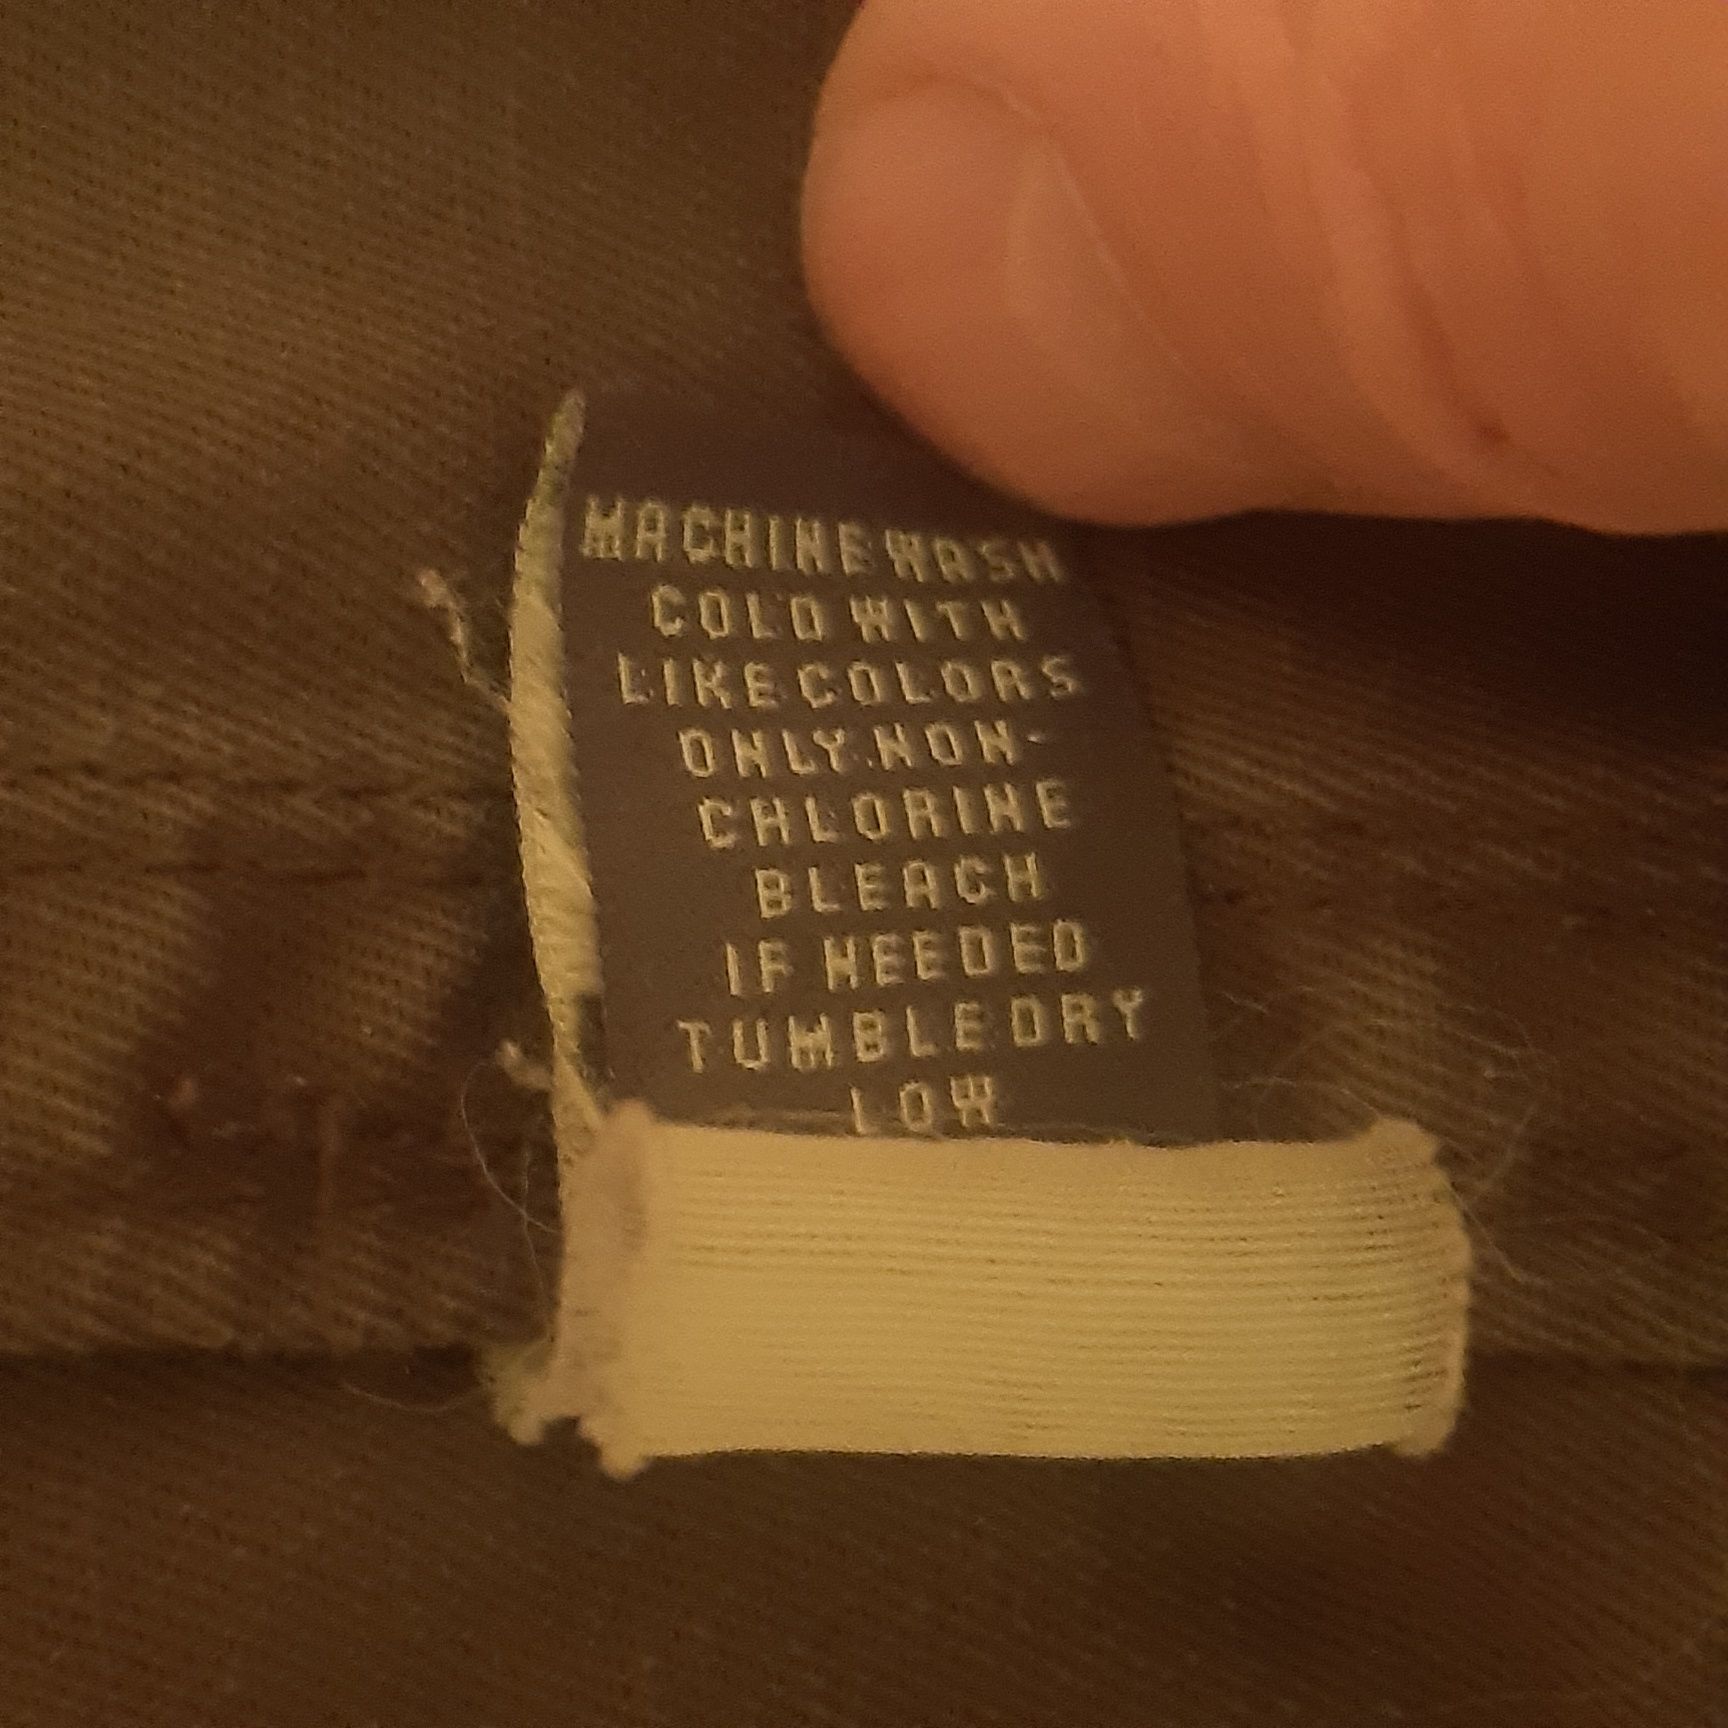 MACHINE WASH
COLD WITH
LIKE COLORS
ONLY.NON-
CHLORINE
BLEACH
IF NEEDED
TUMBLE DRY
LOW